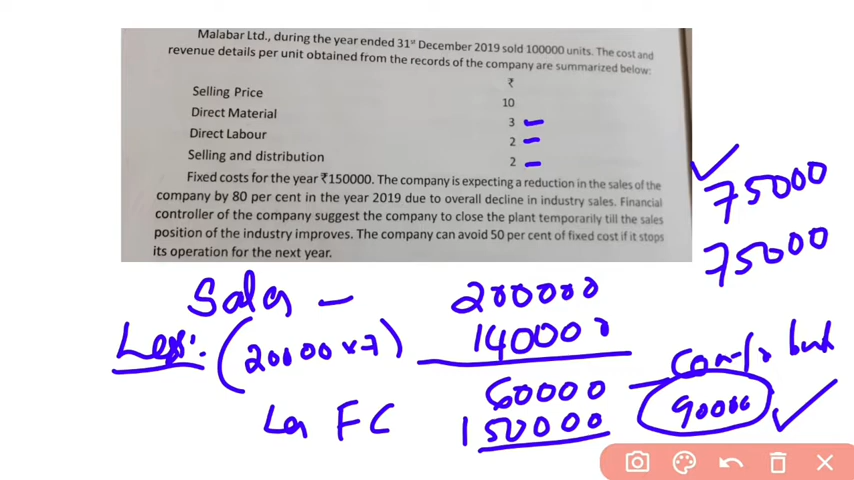 Malabar Ltd., during the year ended 31st December 2019 sold 100000 units. The cost and
revenue details per unit obtained from the records of the company are summarized below:
₹
Selling Price 10
Direct Material 3
Direct Labour 2
Selling and distribution 2
Fixed costs for the year ₹150000. The company is expecting a reduction in the sales of the
company by 80 per cent in the year 2019 due to overall decline in industry sales. Financial
controller of the company suggest the company to close the plant temporarily till the sales
position of the industry improves. The company can avoid 50 per cent of fixed cost if it stops
its operation for the next year.
75000
75000
Sales – 200000
Less: (20000 x 7) 140000
60000
FC 150000
90000